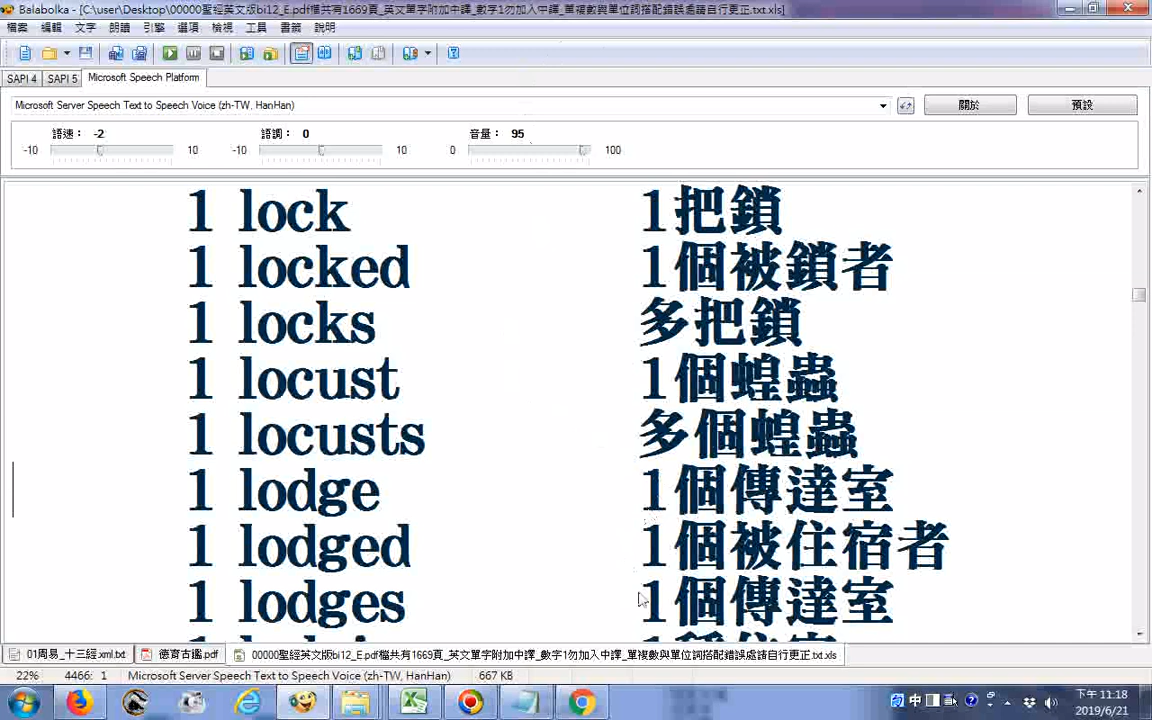 Balabolka - [C:\user\Desktop\00000聖經英文版bi12_E.pdf檔共有1669頁_英文單字附加中譯_數字1勿加入中譯_單複數與單位詞搭配錯誤處請自行更正.txt.xls]
檔案 編輯 文字 朗讀 引擎 選項 工具 書籤 說明
SAPI 4 SAPI 5 Microsoft Speech Platform
Microsoft Server Speech Text to Speech Voice (zh-TW, HanHan) 關於 預設
語速： -2 語調： 0 音量： 95
-10 10 -10 10 0 100
1 lock 1把鎖
1 locked 1個被鎖者
1 locks 多把鎖
1 locust 1個蝗蟲
1 locusts 多個蝗蟲
1 lodge 1個傳達室
1 lodged 1個被住宿者
1 lodges 1個傳達室
01周易_十三經.xml.txt 德育古鑑.pdf 00000聖經英文版bi12_E.pdf檔共有1669頁_英文單字附加中譯_數字1勿加入中譯_單複數與單位詞搭配錯誤處請自行更正.txt.xls
22% 4466: 1 Microsoft Server Speech Text to Speech Voice (zh-TW, HanHan) 667 KB
中 下午 11:18
2019/6/21